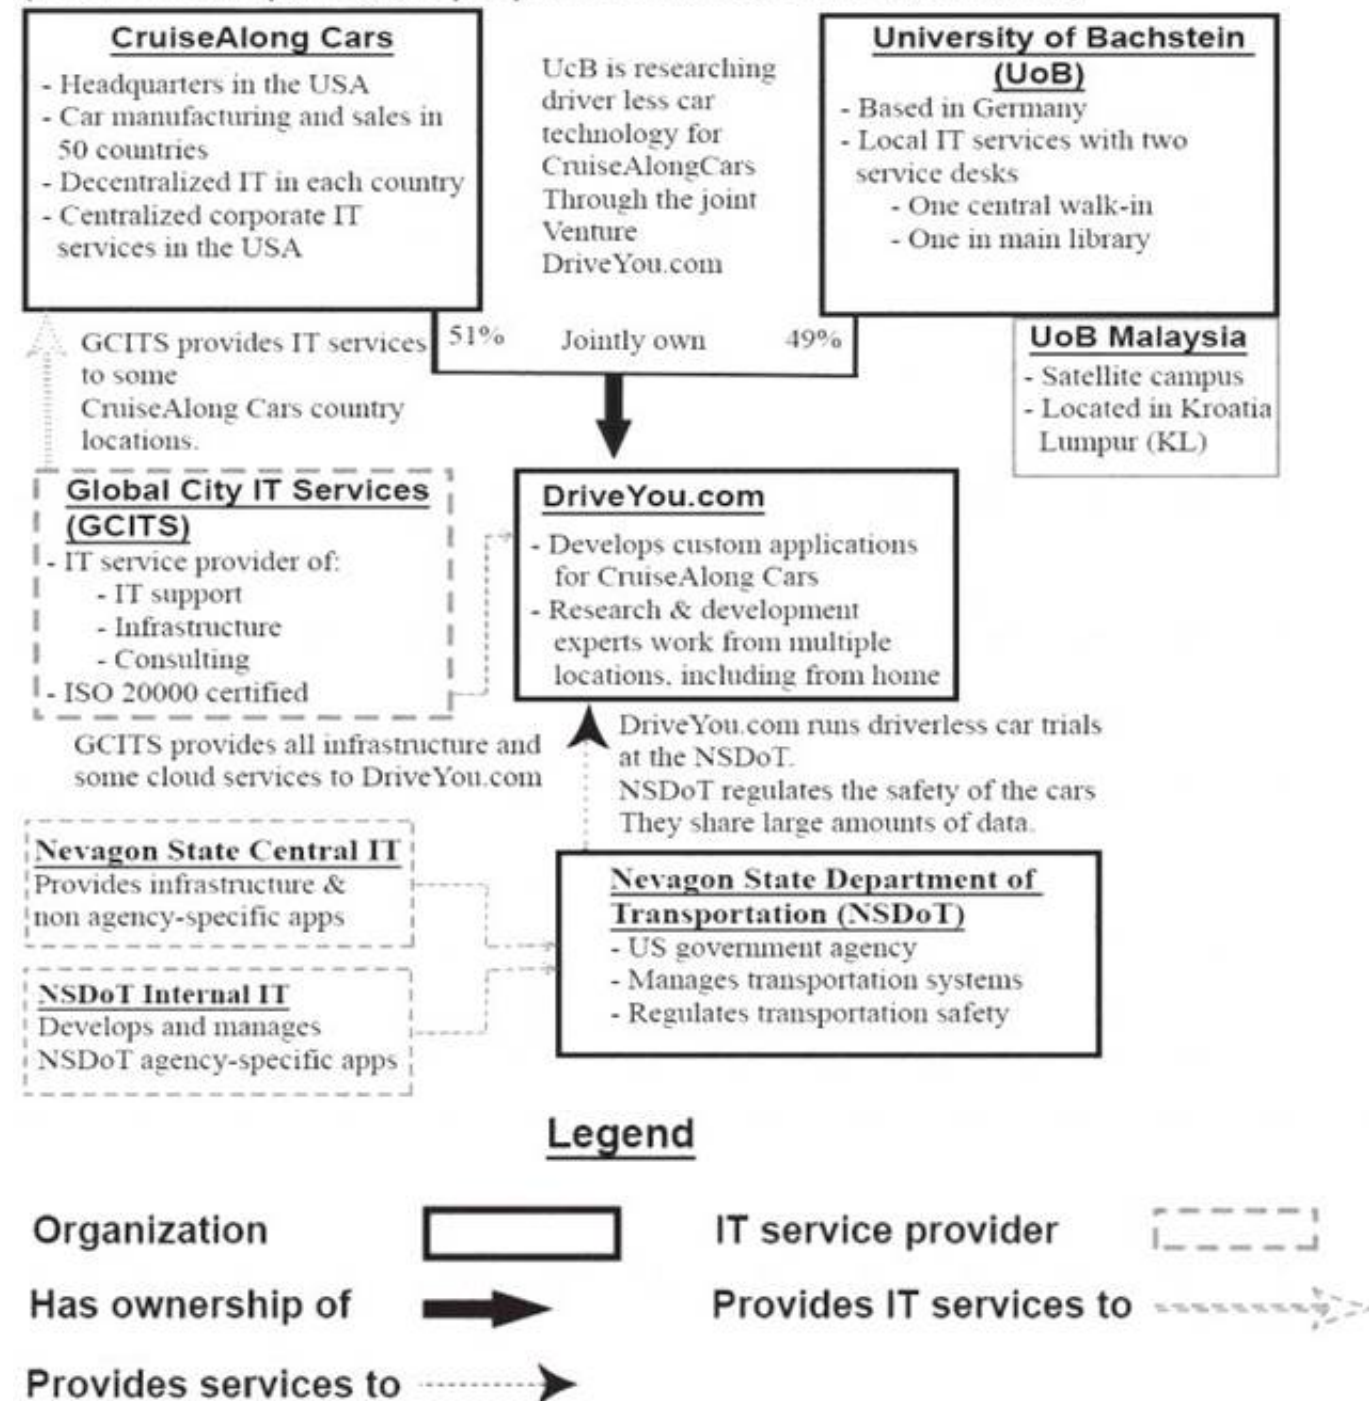 CruiseAlong Cars
- Headquarters in the USA
- Car manufacturing and sales in
50 countries
- Decentralized IT in each country
- Centralized corporate IT
services in the USA
UcB is researching
driver less car
technology for
CruiseAlongCars
Through the joint
Venture
DriveYou.com
University of Bachstein
(UoB)
- Based in Germany
- Local IT services with two
service desks
- One central walk-in
- One in main library
51% Jointly own 49%
UoB Malaysia
- Satellite campus
- Located in Kroatia
Lumpur (KL)
GCITS provides IT services
to some
CruiseAlong Cars country
locations.
Global City IT Services
(GCITS)
- IT service provider of:
- IT support
- Infrastructure
- Consulting
- ISO 20000 certified
DriveYou.com
- Develops custom applications
for CruiseAlong Cars
- Research & development
experts work from multiple
locations, including from home
GCITS provides all infrastructure and
some cloud services to DriveYou.com
DriveYou.com runs driverless car trials
at the NSDoT.
NSDoT regulates the safety of the cars
They share large amounts of data.
Nevagon State Central IT
Provides infrastructure &
non agency-specific apps
NSDoT Internal IT
Develops and manages
NSDoT agency-specific apps
Nevagon State Department of
Transportation (NSDoT)
- US government agency
- Manages transportation systems
- Regulates transportation safety
Legend
Organization
IT service provider
Has ownership of
Provides IT services to
Provides services to